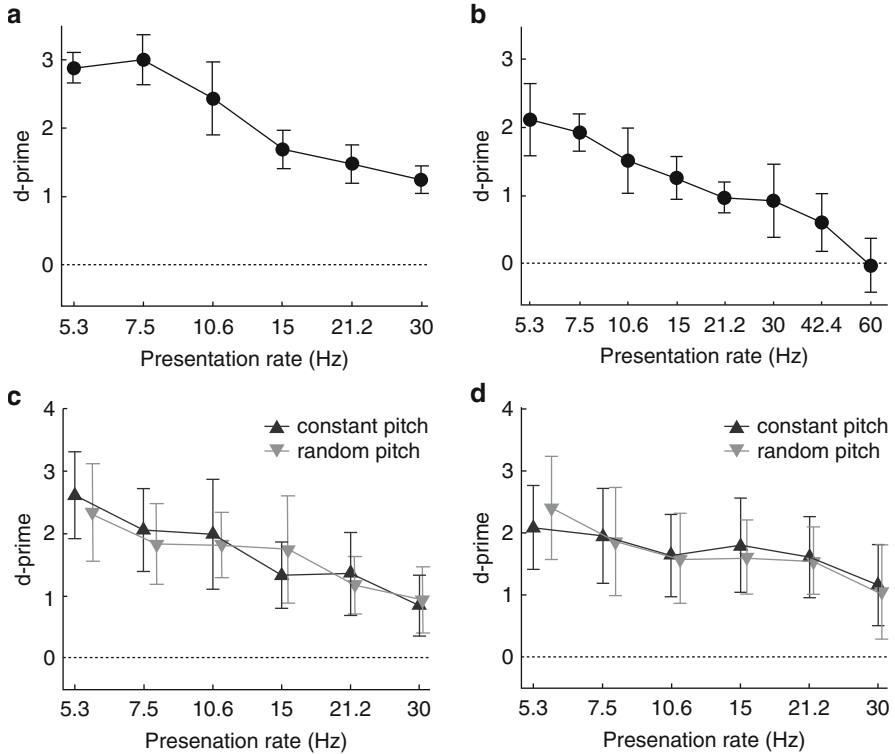 a
3
2
1
0
d-prime
5.3 7.5 10.6 15 21.2 30
Presentation rate (Hz)
b
3
2
1
0
d-prime
5.3 7.5 10.6 15 21.2 30 42.4 60
Presentation rate (Hz)
c
4
3
2
1
0
d-prime
constant pitch
random pitch
5.3 7.5 10.6 15 21.2 30
Presenation rate (Hz)
d
4
3
2
1
0
d-prime
constant pitch
random pitch
5.3 7.5 10.6 15 21.2 30
Presenation rate (Hz)